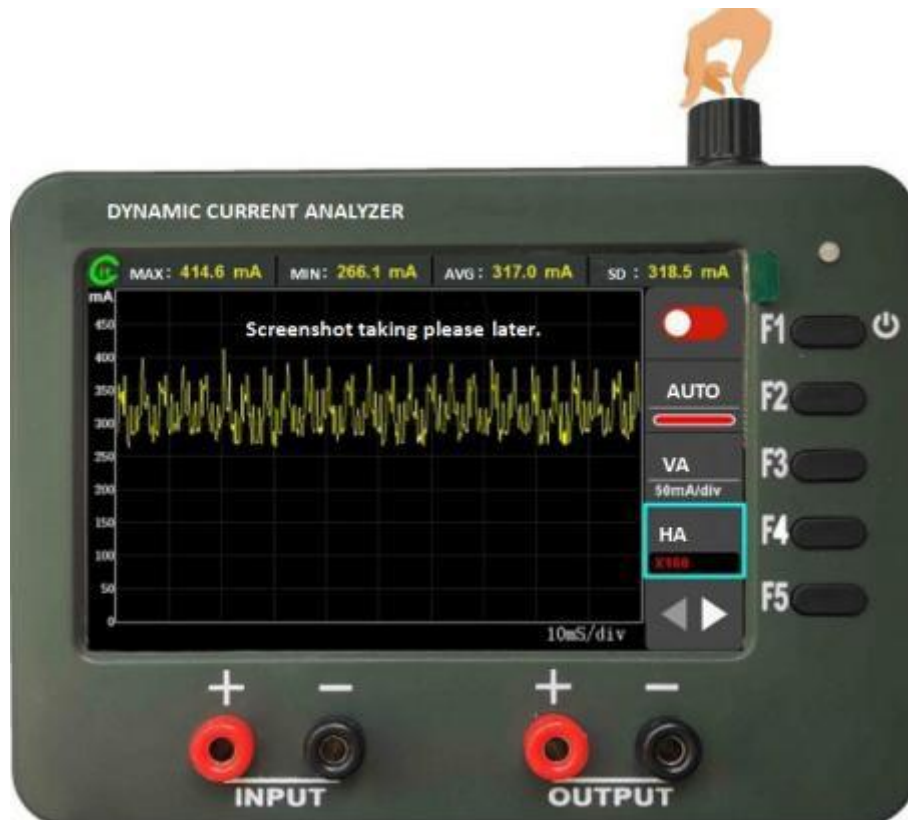 DYNAMIC CURRENT ANALYZER
MAX: 414.6 mA MIN: 266.1 mA AVG: 317.0 mA SD : 318.5 mA
mA
450
Screenshot taking please later.
400
350
300
250
200
150
100
50
0
10mS/div
AUTO
VA
50mA/div
HA
X100
F1
F2
F3
F4
F5
+ − + −
INPUT OUTPUT